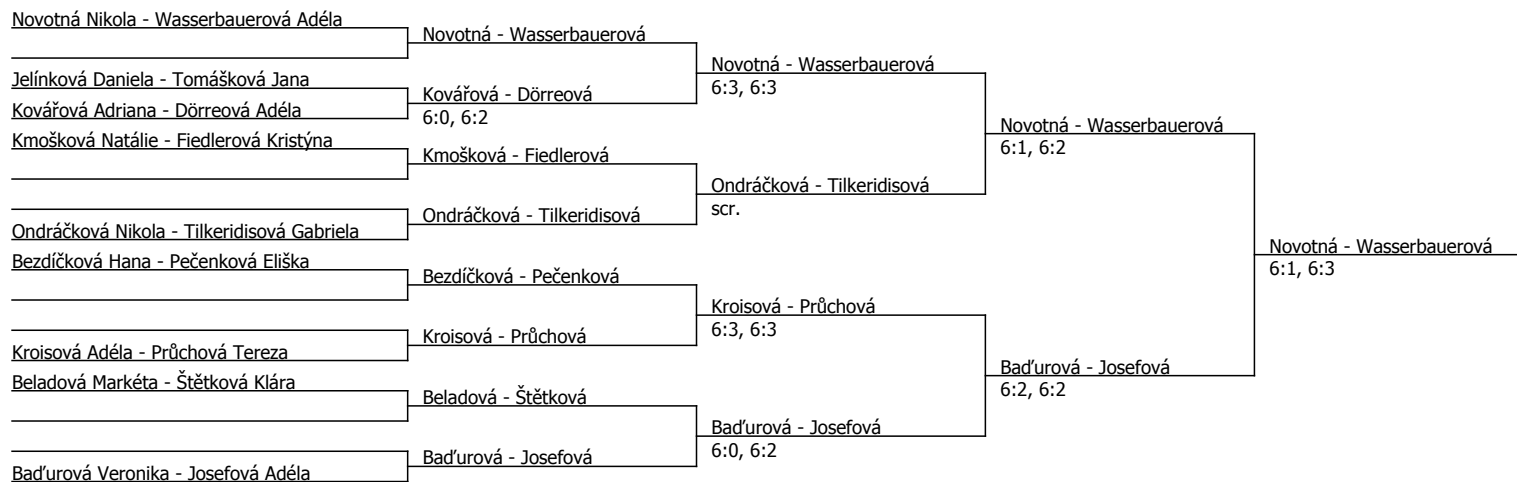 Novotná Nikola - Wasserbauerová Adéla
Jelínková Daniela - Tomášková Jana
Kovářová Adriana - Dörreová Adéla
Kmošková Natálie - Fiedlerová Kristýna
Ondráčková Nikola - Tilkeridisová Gabriela
Bezdíčková Hana - Pečenková Eliška
Kroisová Adéla - Průchová Tereza
Beladová Markéta - Štětková Klára
Baďurová Veronika - Josefová Adéla
Novotná - Wasserbauerová
Kovářová - Dörreová
6:0, 6:2
Kmošková - Fiedlerová
Ondráčková - Tilkeridisová
Bezdíčková - Pečenková
Kroisová - Průchová
Beladová - Štětková
Baďurová - Josefová
Novotná - Wasserbauerová
6:3, 6:3
Ondráčková - Tilkeridisová
scr.
Kroisová - Průchová
6:3, 6:3
Baďurová - Josefová
6:0, 6:2
Novotná - Wasserbauerová
6:1, 6:2
Baďurová - Josefová
6:2, 6:2
Novotná - Wasserbauerová
6:1, 6:3